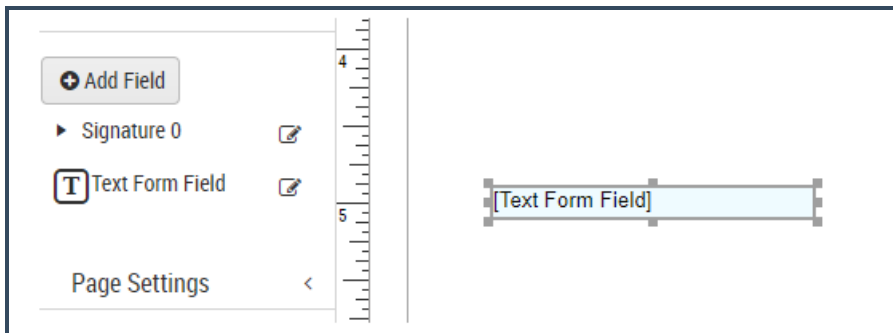 Add Field
Signature 0
T Text Form Field
Page Settings
4
5
[Text Form Field]